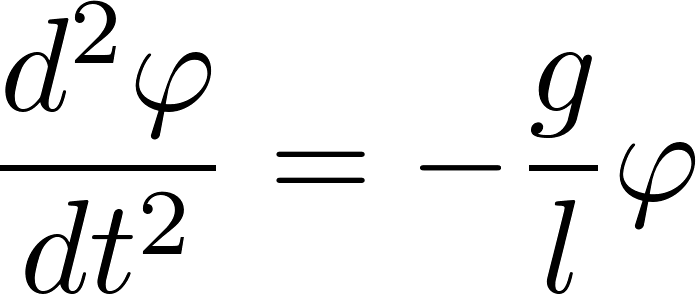 d²φ/dt² = −g/l φ